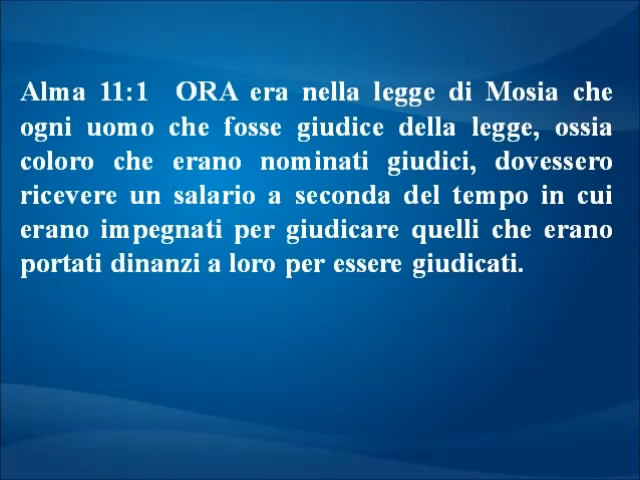 Alma 11:1 ORA era nella legge di Mosia che
ogni uomo che fosse giudice della legge, ossia
coloro che erano nominati giudici, dovessero
ricevere un salario a seconda del tempo in cui
erano impegnati per giudicare quelli che erano
portati dinanzi a loro per essere giudicati.